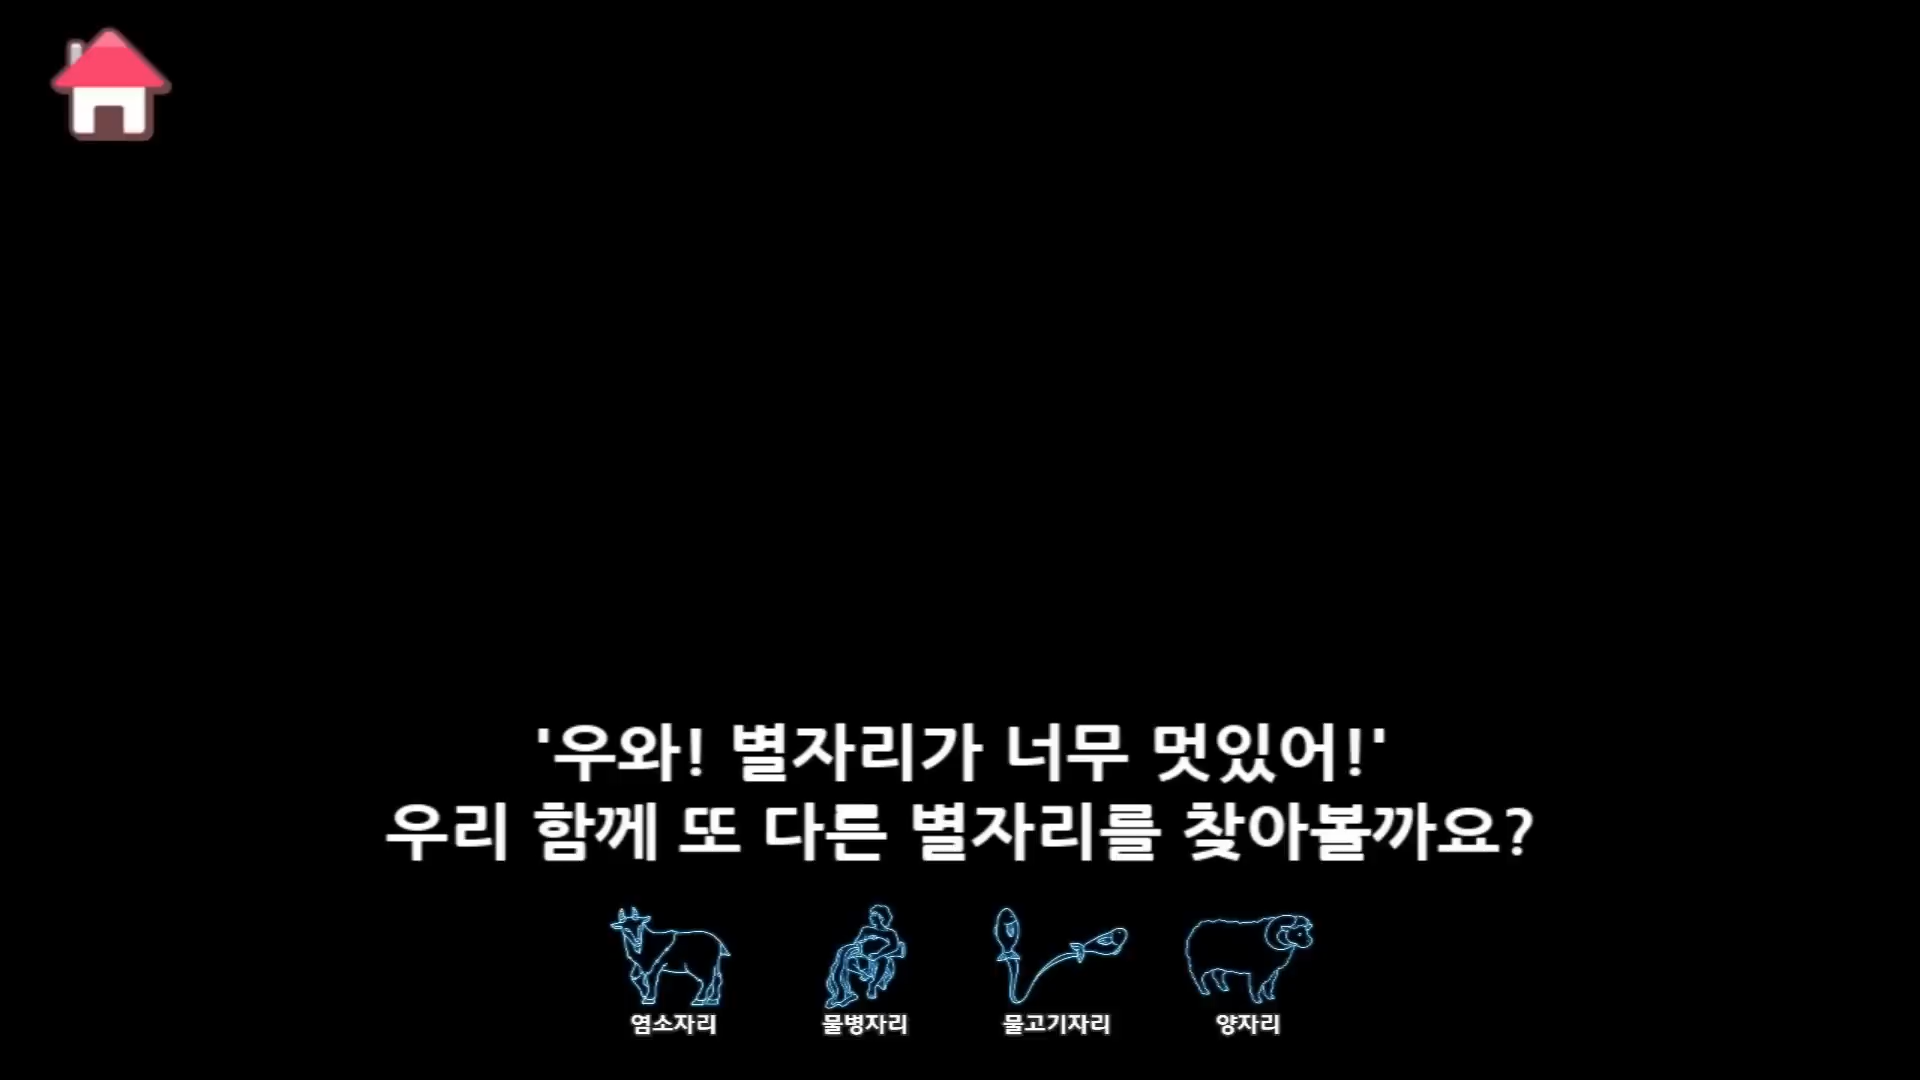 '우와! 별자리가 너무 멋있어!'
우리 함께 또 다른 별자리를 찾아볼까요?
염소자리
물병자리
물고기자리
양자리